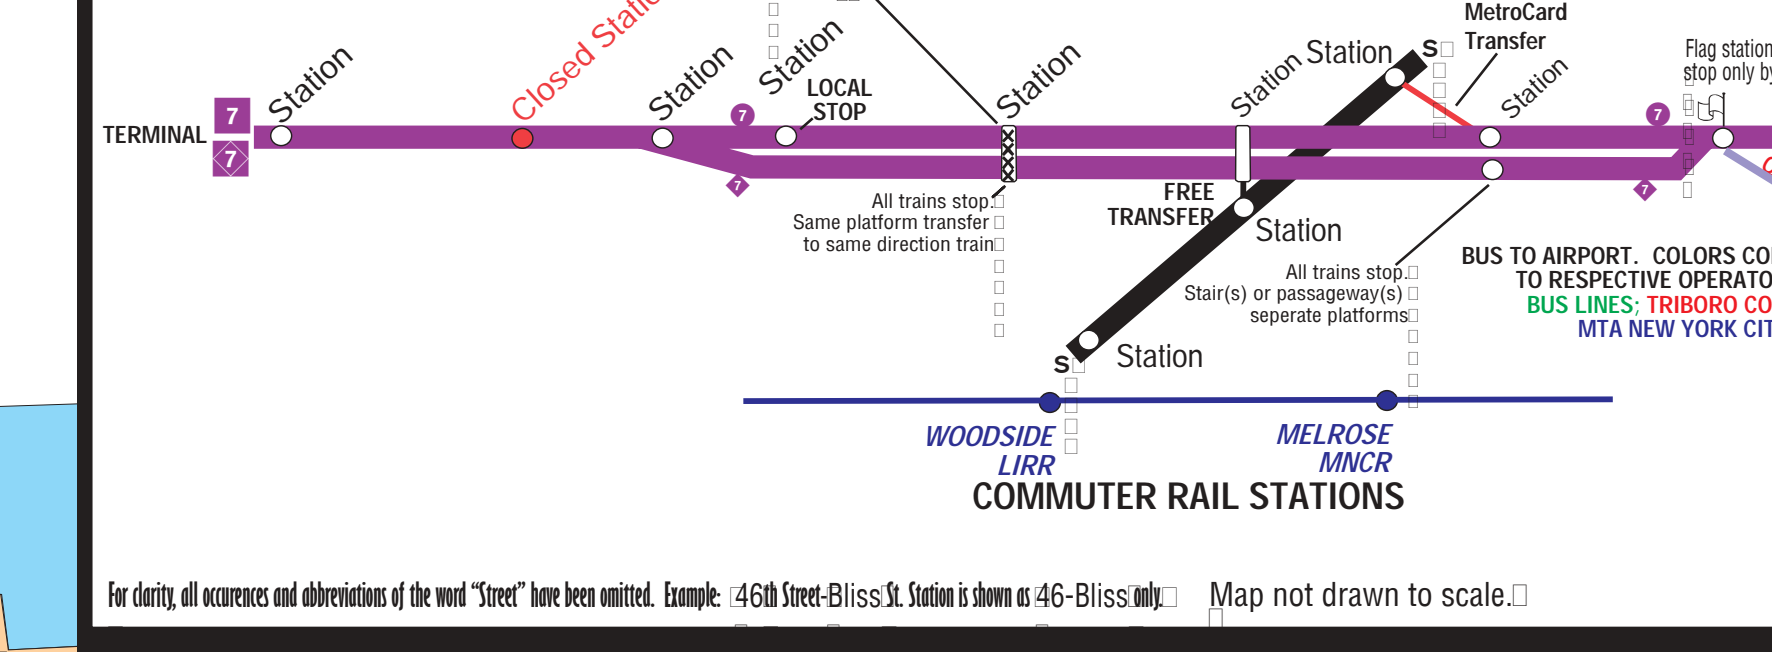 MetroCard
Transfer
Flag station
stop only by
Station
Closed Static
Station
Station
LOCAL
STOP
Station
Station
Station
S
Station
7
7
7
TERMINAL
7
7
7
All trains stop.
Same platform transfer
to same direction train
FREE
TRANSFER
Station
All trains stop.
Stair(s) or passageway(s)
seperate platforms
BUS TO AIRPORT. COLORS CO
TO RESPECTIVE OPERATO
BUS LINES; TRIBORO CO
MTA NEW YORK CIT
S
Station
WOODSIDE
LIRR
MELROSE
MNCR
COMMUTER RAIL STATIONS
For clarity, all occurences and abbreviations of the word “Street” have been omitted. Example: 46th Street-Bliss St. Station is shown as 46-Bliss only. Map not drawn to scale.